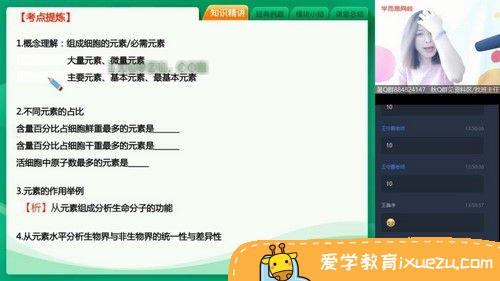 【考点提炼】
知识精讲
经典例题
模块小结
课堂总结
1.概念理解：组成细胞的元素/必需元素
大量元素、微量元素
主要元素、基本元素、最基本元素
2.不同元素的占比
含量百分比占细胞鲜重最多的元素是______
含量百分比占细胞干重最多的元素是______
活细胞中原子数最多的元素是______
3.元素的作用举例
【析】从元素组成分析生命分子的功能
4.从元素水平分析生物界与非生物界的统一性与差异性
学而思网校
10
13:50:56
10
10
13:50:57
爱学教育ixuezu.com